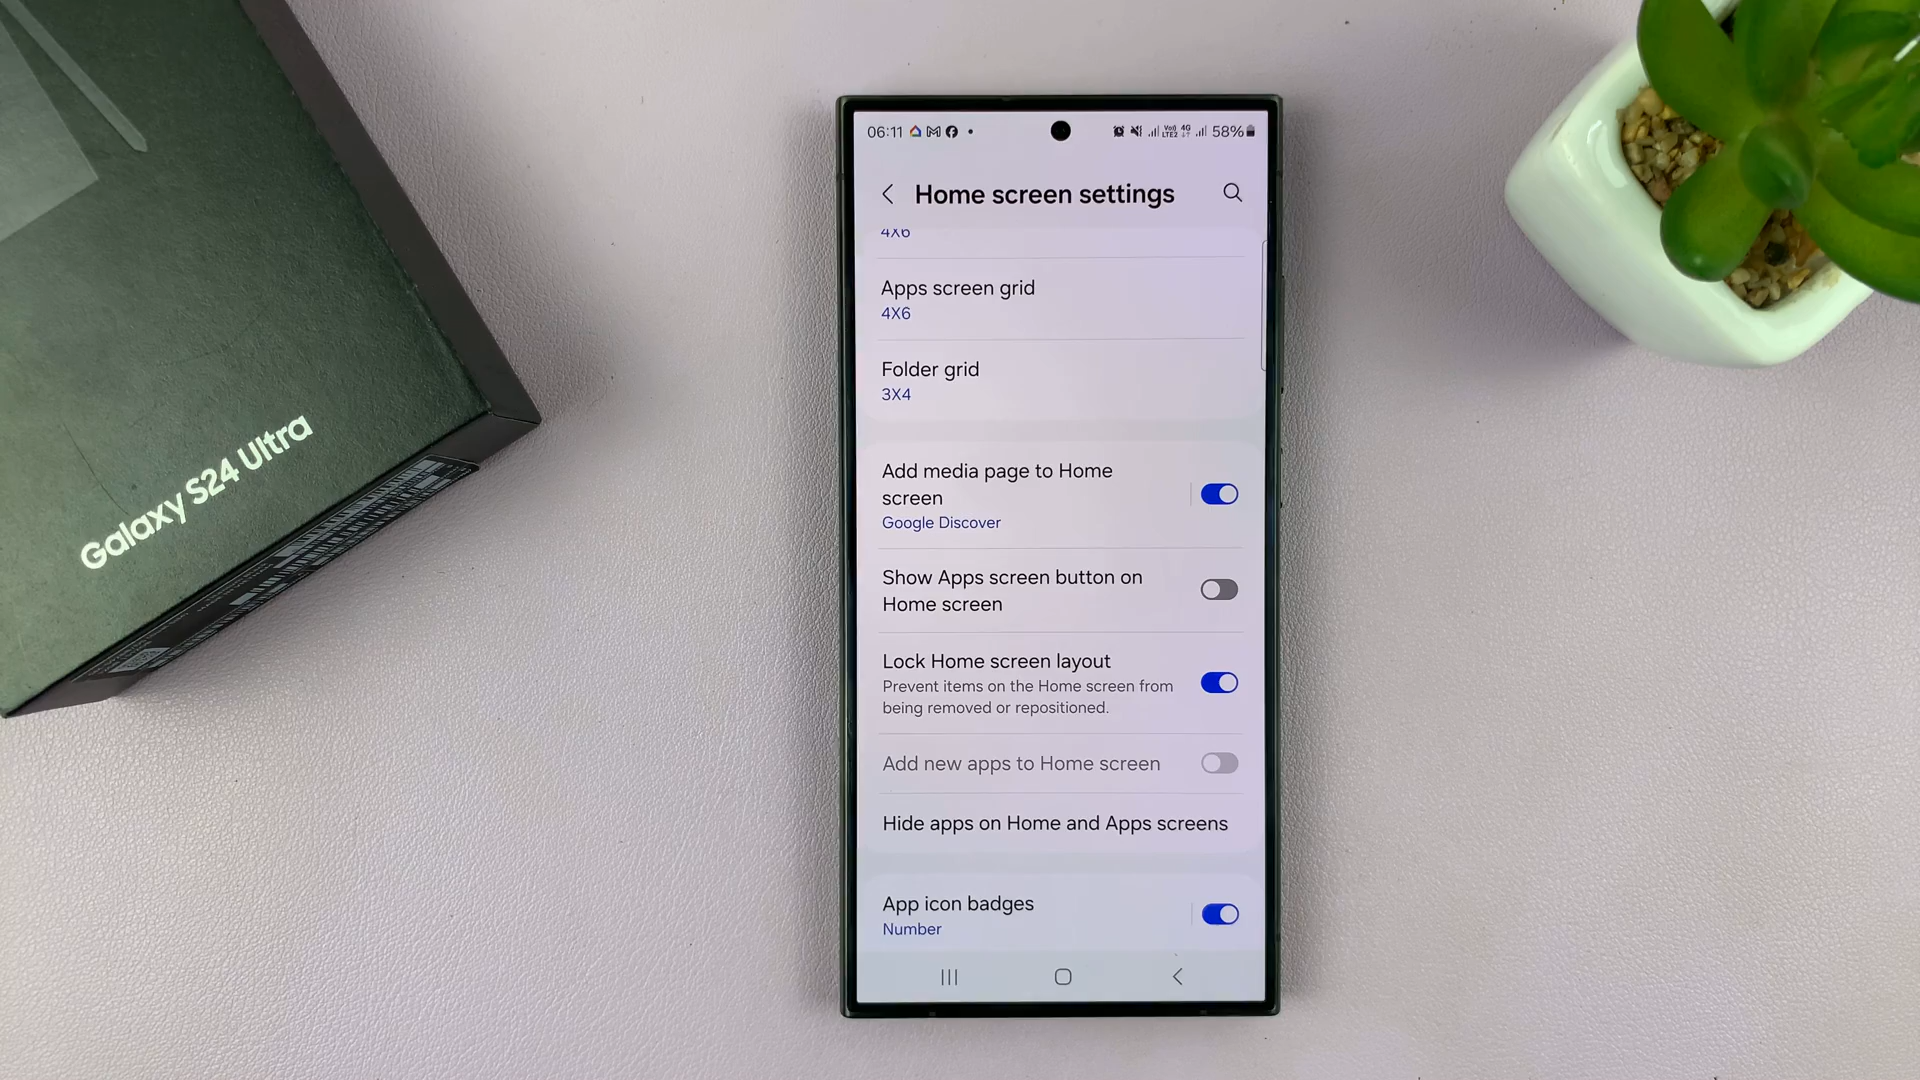 Galaxy S24 Ultra
06:11
58%
Home screen settings
4X6
Apps screen grid
4X6
Folder grid
3X4
Add media page to Home
screen
Google Discover
Show Apps screen button on
Home screen
Lock Home screen layout
Prevent items on the Home screen from
being removed or repositioned.
Add new apps to Home screen
Hide apps on Home and Apps screens
App icon badges
Number